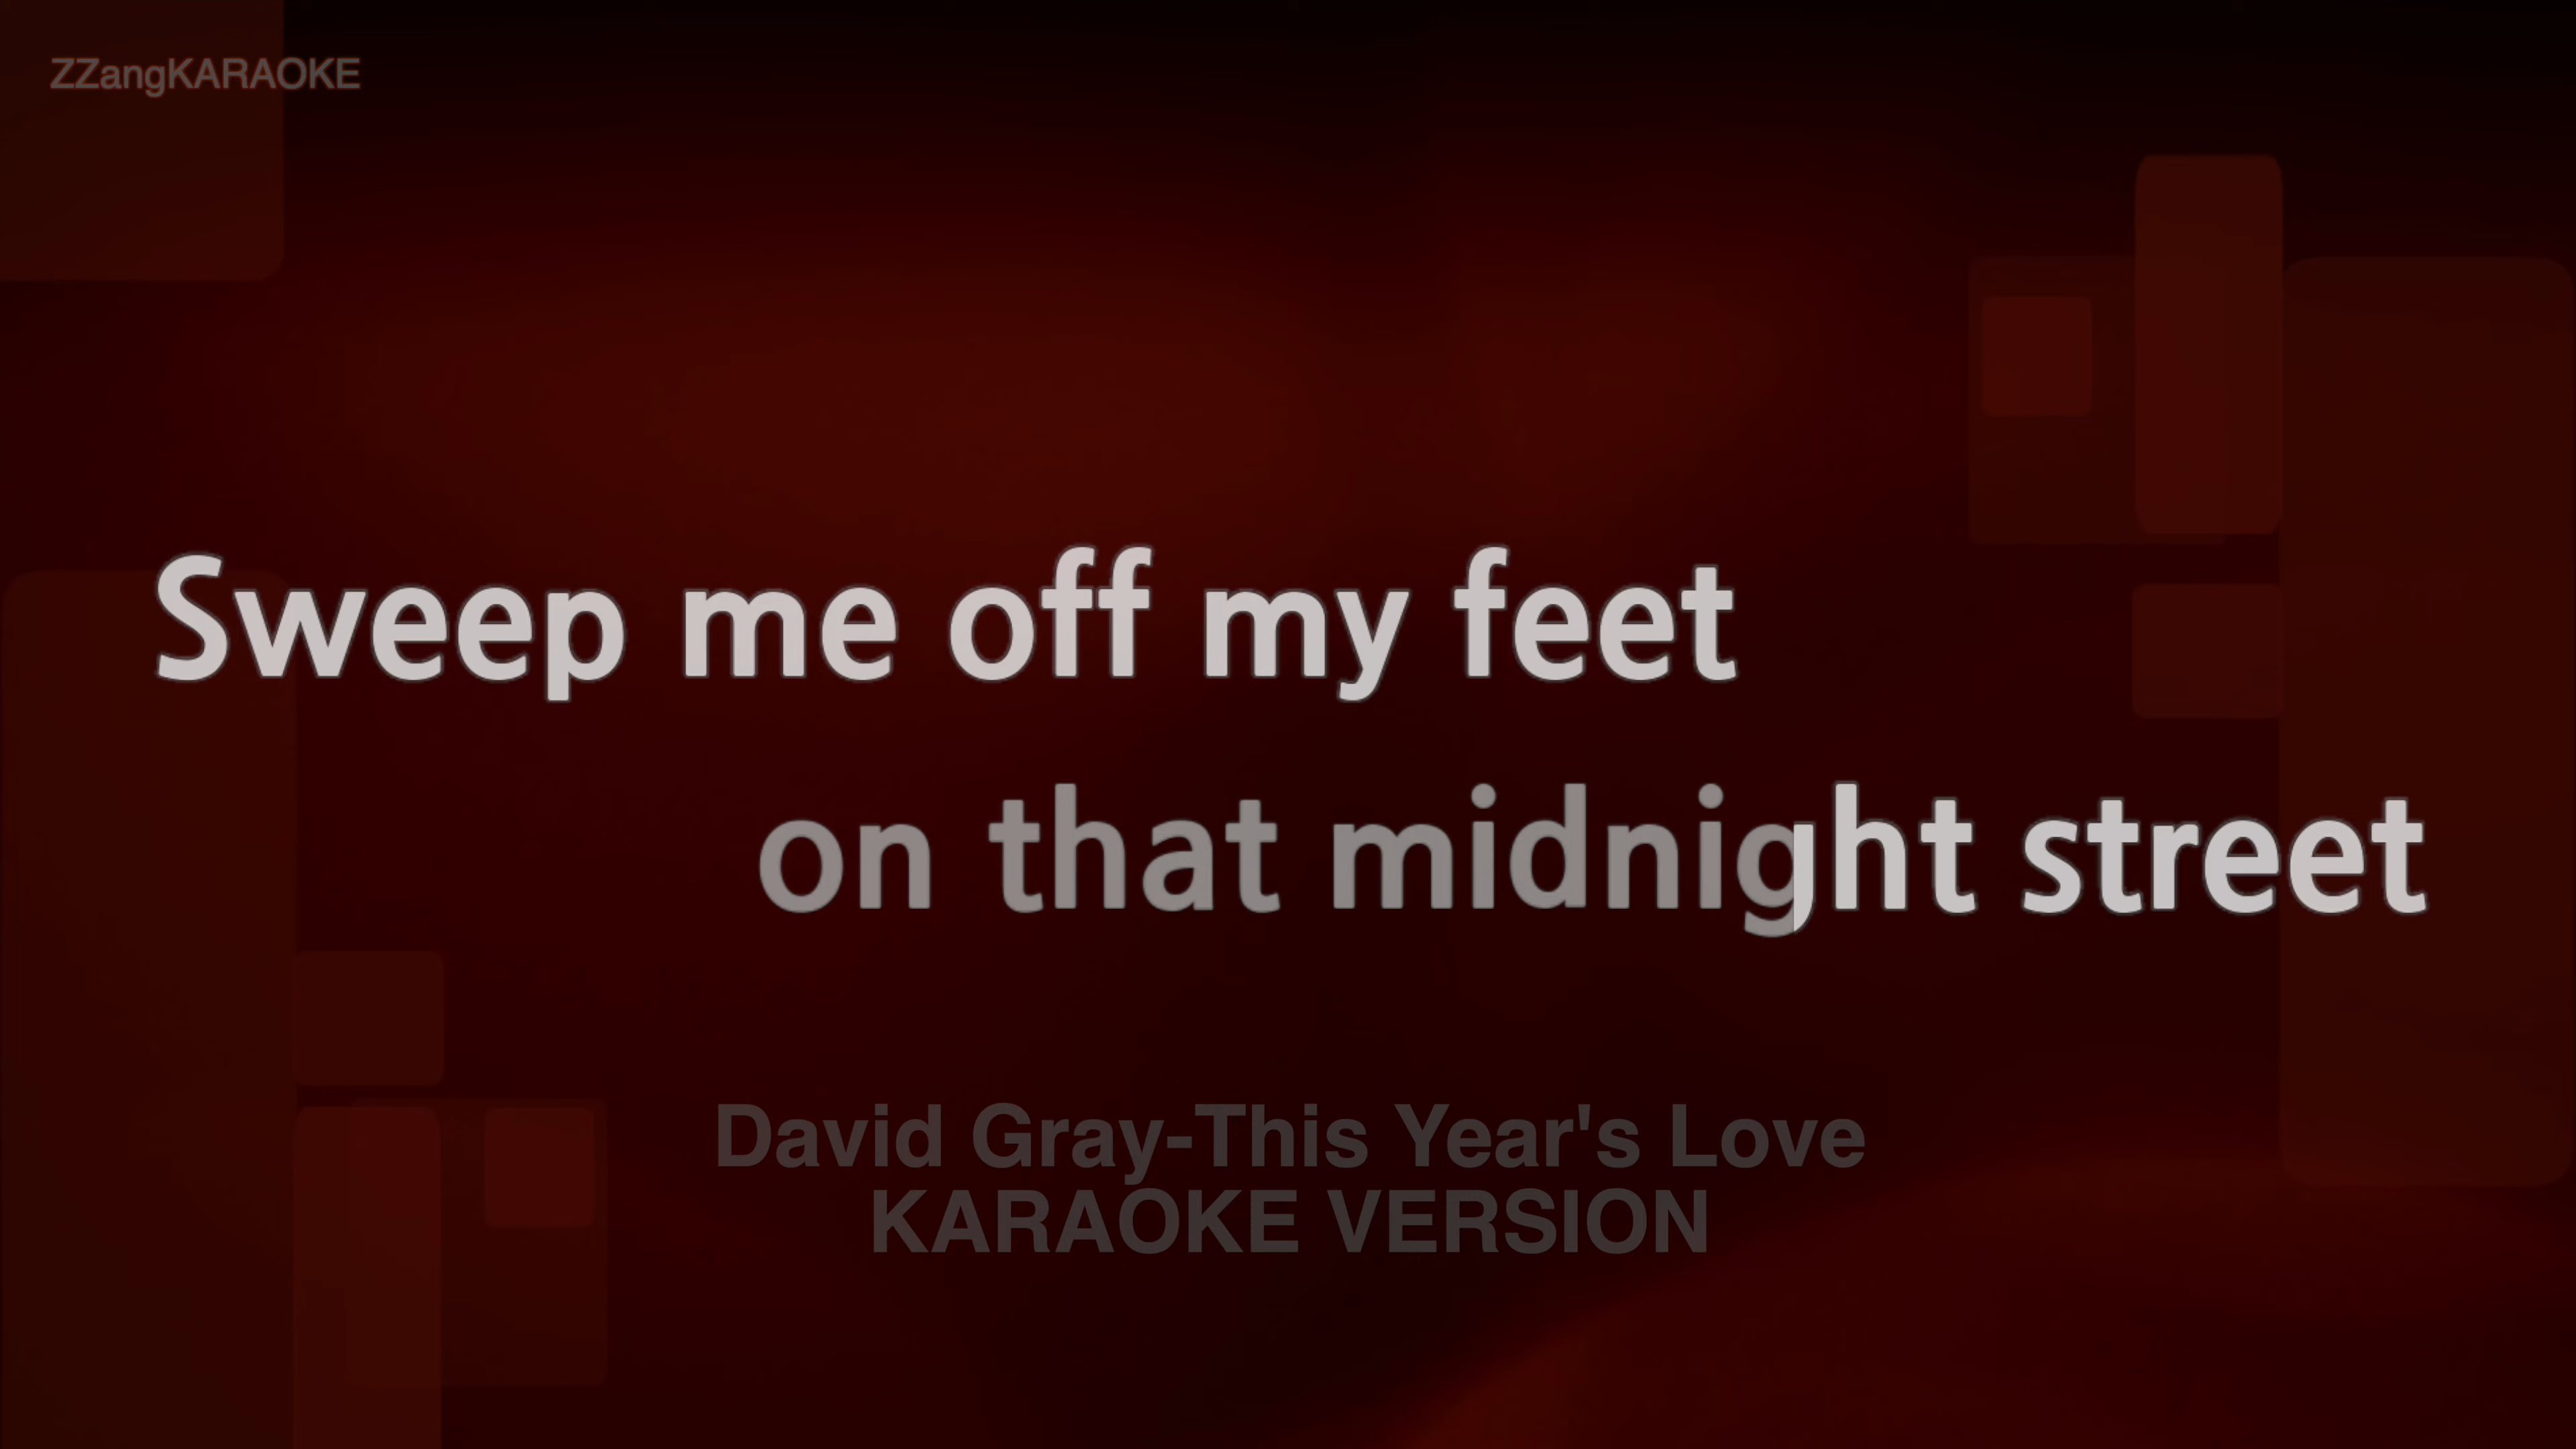 ZZangKARAOKE
Sweep me off my feet
on that midnight street
David Gray-This Year's Love
KARAOKE VERSION